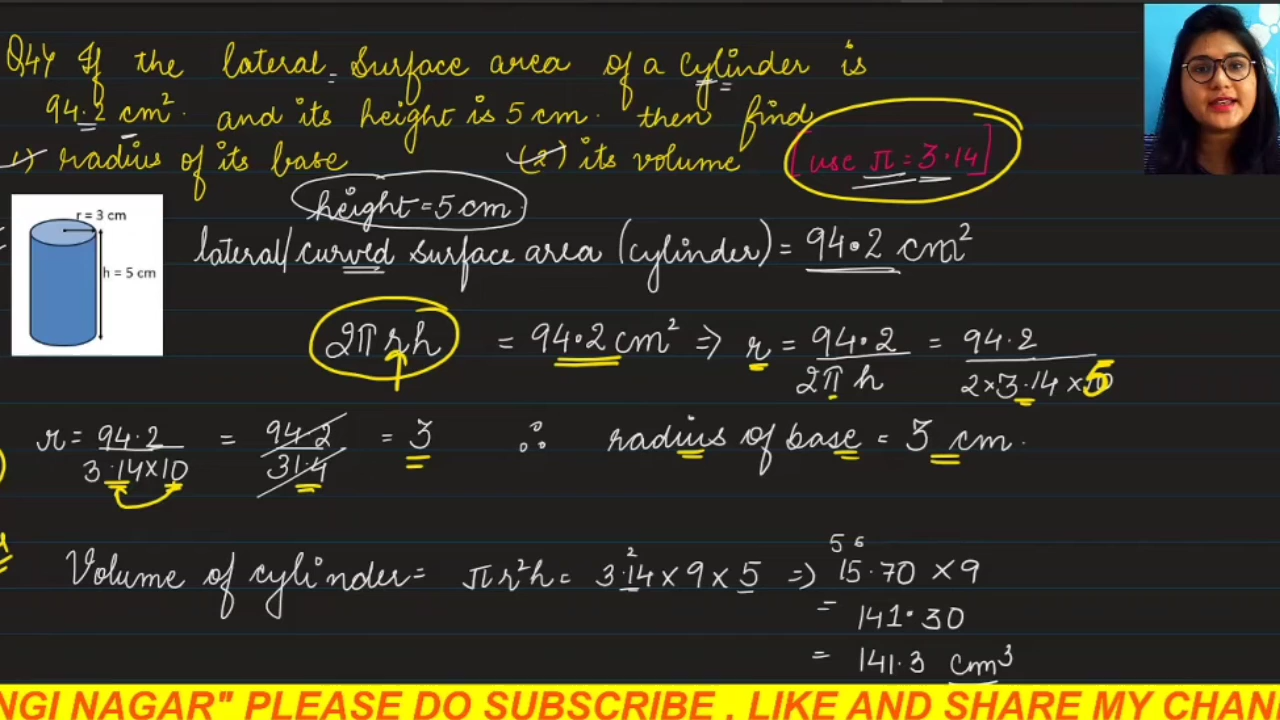 Q44 If the lateral surface area of a cylinder is
94.2 cm². and its height is 5 cm. then find
1) radius of its base (2) its volume [use π = 3.14]
height = 5 cm.
r = 3 cm
h = 5 cm
lateral/curved surface area (cylinder) = 94.2 cm²
2πrh = 94.2 cm² ⇒ r = 94.2/2πh = 94.2/2×3.14×5
r = 94.2/3.14×10 = 94.2/31.4 = 3 ∴ radius of base = 3 cm.
Volume of cylinder = πr²h = 3.14 × 9 × 5 ⇒ 15.70 × 9
= 141.30
= 141.3 cm³
NGI NAGAR" PLEASE DO SUBSCRIBE , LIKE AND SHARE MY CHAN